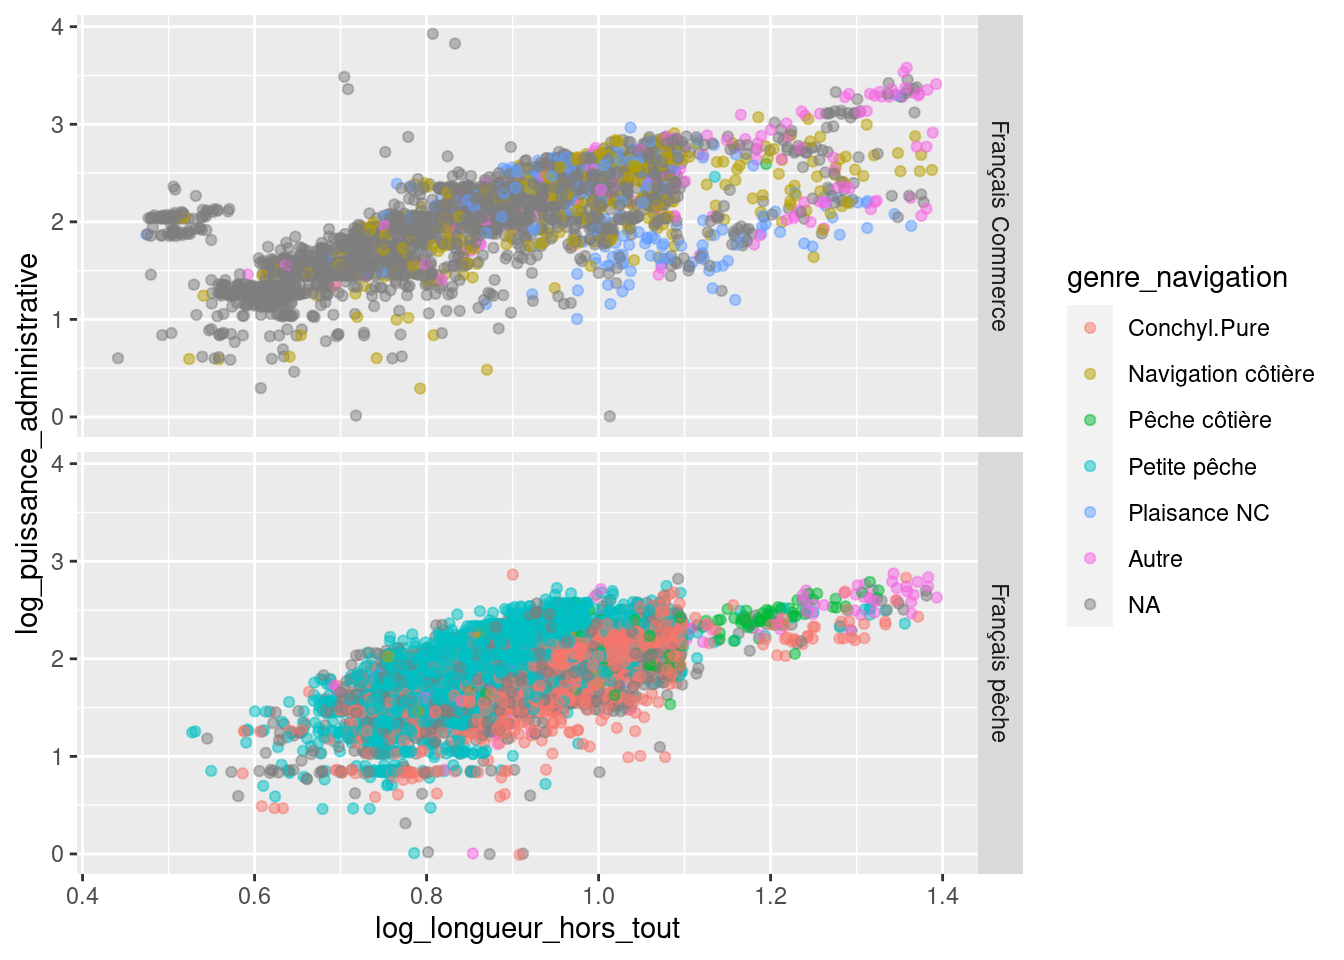 4
3
2
1
0
Français Commerce
4
3
2
1
0
Français pêche
0.4 0.6 0.8 1.0 1.2 1.4
log_longueur_hors_tout
log_puissance_administrative
genre_navigation
Conchyl.Pure
Navigation côtière
Pêche côtière
Petite pêche
Plaisance NC
Autre
NA